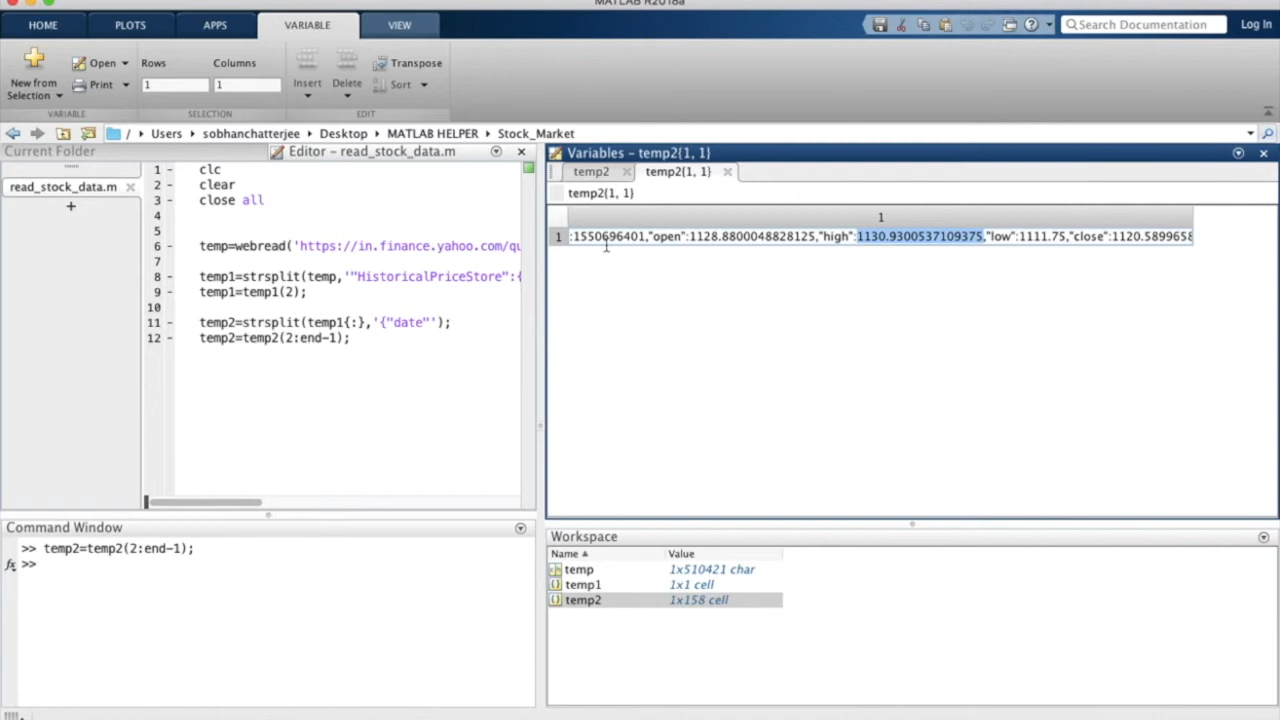 MATLAB R2018a
HOME PLOTS APPS VARIABLE VIEW
Search Documentation
Log In
New from Selection
Open
Print
Rows Columns
1 1
Insert
Delete
Transpose
Sort
VARIABLE SELECTION EDIT
/ Users sobhanchatterjee Desktop MATLAB HELPER Stock_Market
Current Folder
read_stock_data.m
+
Editor – read_stock_data.m
1 – clc
2 – clear
3 – close all
4
5
6 – temp=webread('https://in.finance.yahoo.com/qu
7
8 – temp1=strsplit(temp,'"HistoricalPriceStore":{
9 – temp1=temp1(2);
10
11 – temp2=strsplit(temp1{:},'{"date"');
12 – temp2=temp2(2:end-1);
Variables – temp2{1, 1}
temp2 temp2{1, 1}
temp2{1, 1}
1
1 :1550696401,"open":1128.8800048828125,"high":1130.9300537109375,"low":1111.75,"close":1120.5899658
Command Window
>> temp2=temp2(2:end-1);
fx >>
Workspace
Name Value
temp 1x510421 char
temp1 1x1 cell
temp2 1x158 cell